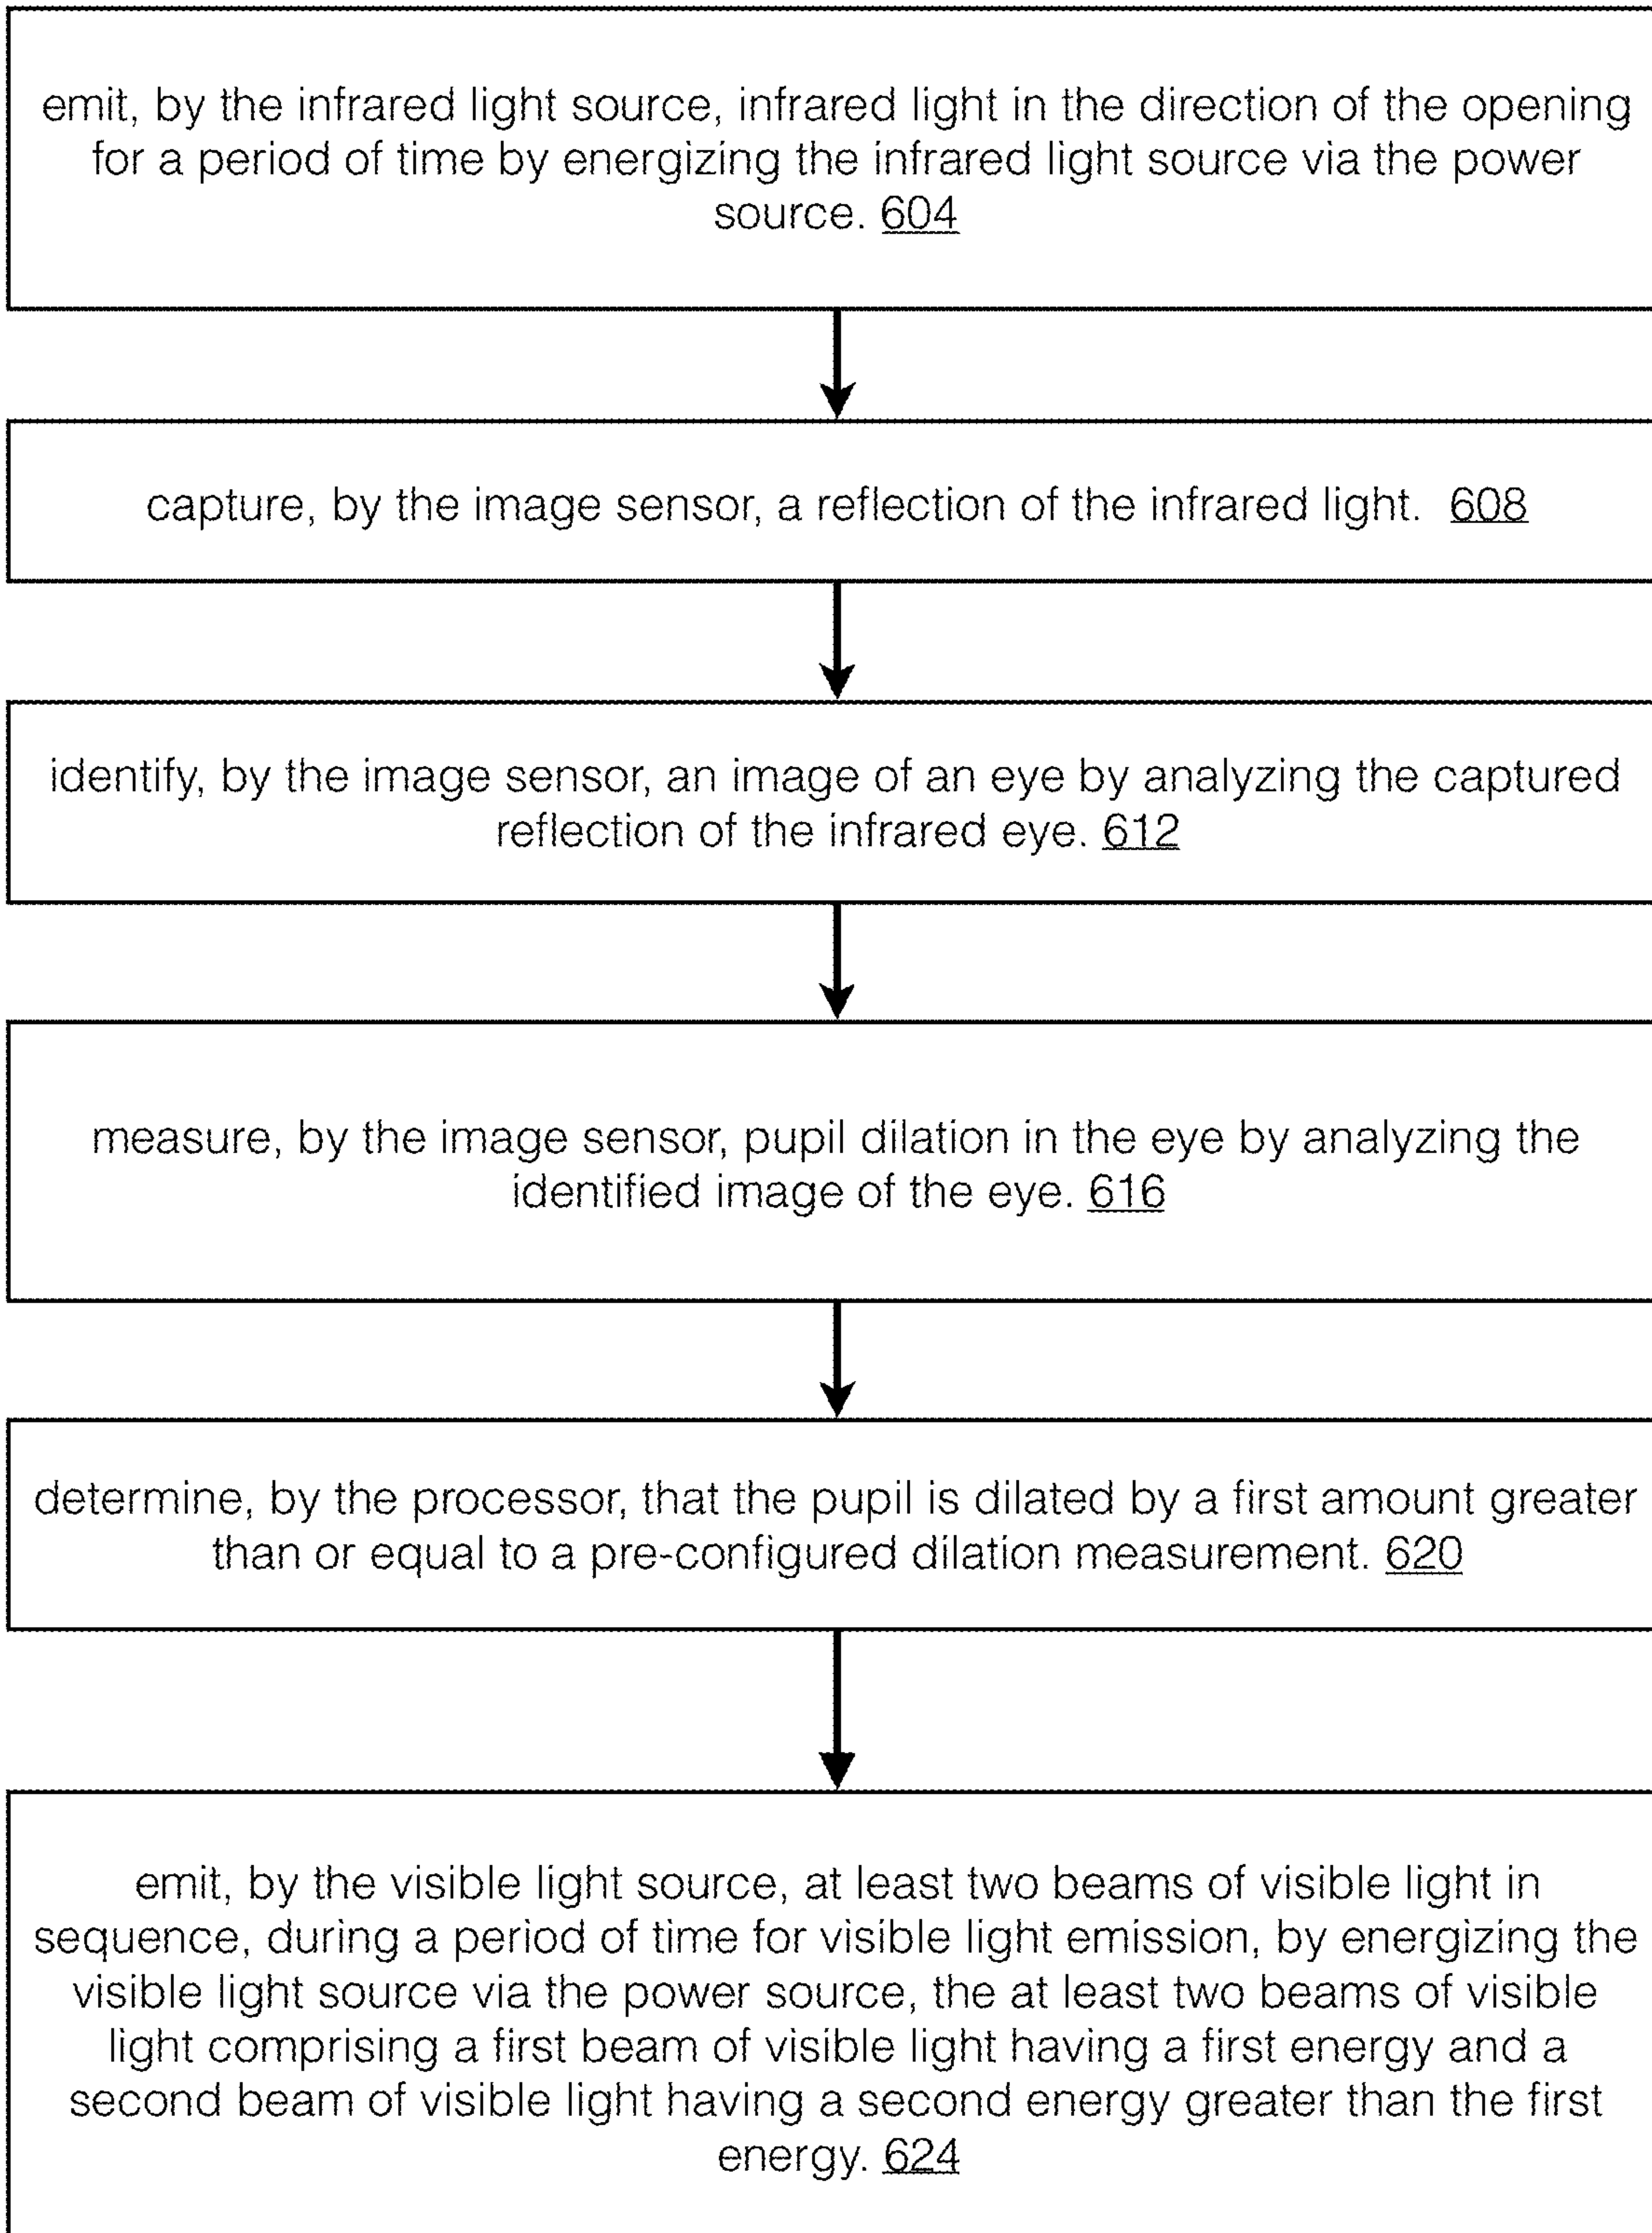 emit, by the infrared light source, infrared light in the direction of the opening
for a period of time by energizing the infrared light source via the power
source. 604
capture, by the image sensor, a reflection of the infrared light. 608
identify, by the image sensor, an image of an eye by analyzing the captured
reflection of the infrared eye. 612
measure, by the image sensor, pupil dilation in the eye by analyzing the
identified image of the eye. 616
determine, by the processor, that the pupil is dilated by a first amount greater
than or equal to a pre-configured dilation measurement. 620
emit, by the visible light source, at least two beams of visible light in
sequence, during a period of time for visible light emission, by energizing the
visible light source via the power source, the at least two beams of visible
light comprising a first beam of visible light having a first energy and a
second beam of visible light having a second energy greater than the first
energy. 624